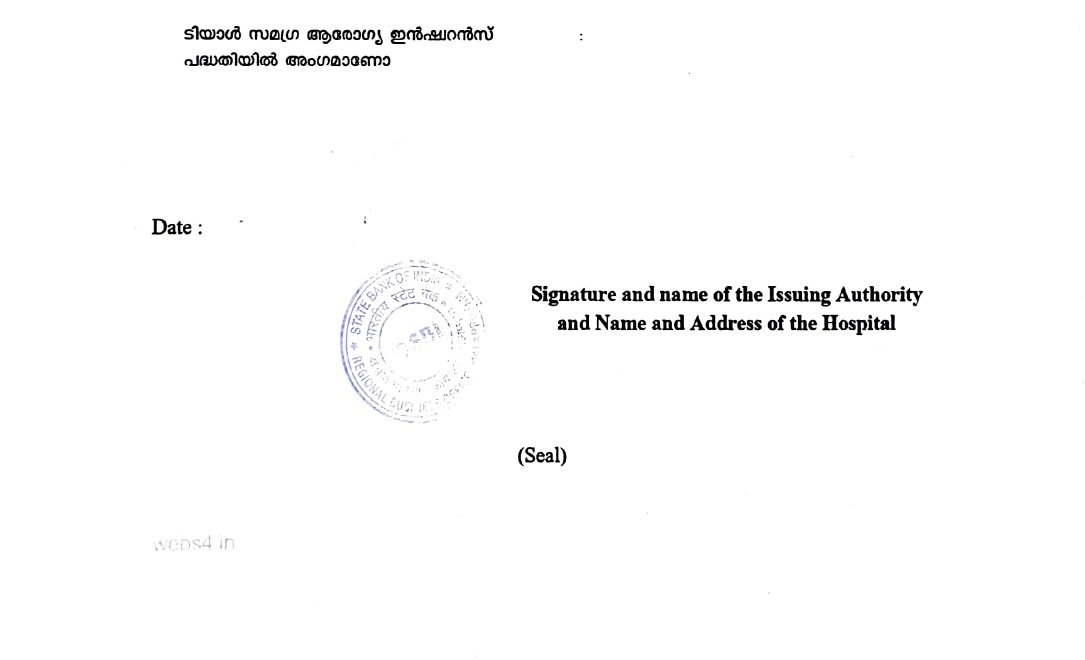 ടിയാൾ സമഗ്ര ആരോഗ്യ ഇൻഷ്വറൻസ് :
പദ്ധതിയിൽ അംഗമാണോ
Date :
STATE BANK OF INDIA
भारतीय स्टेट बैंक
REGIONAL BUSINESS OFFICE
Signature and name of the Issuing Authority
and Name and Address of the Hospital
(Seal)
webs4.in